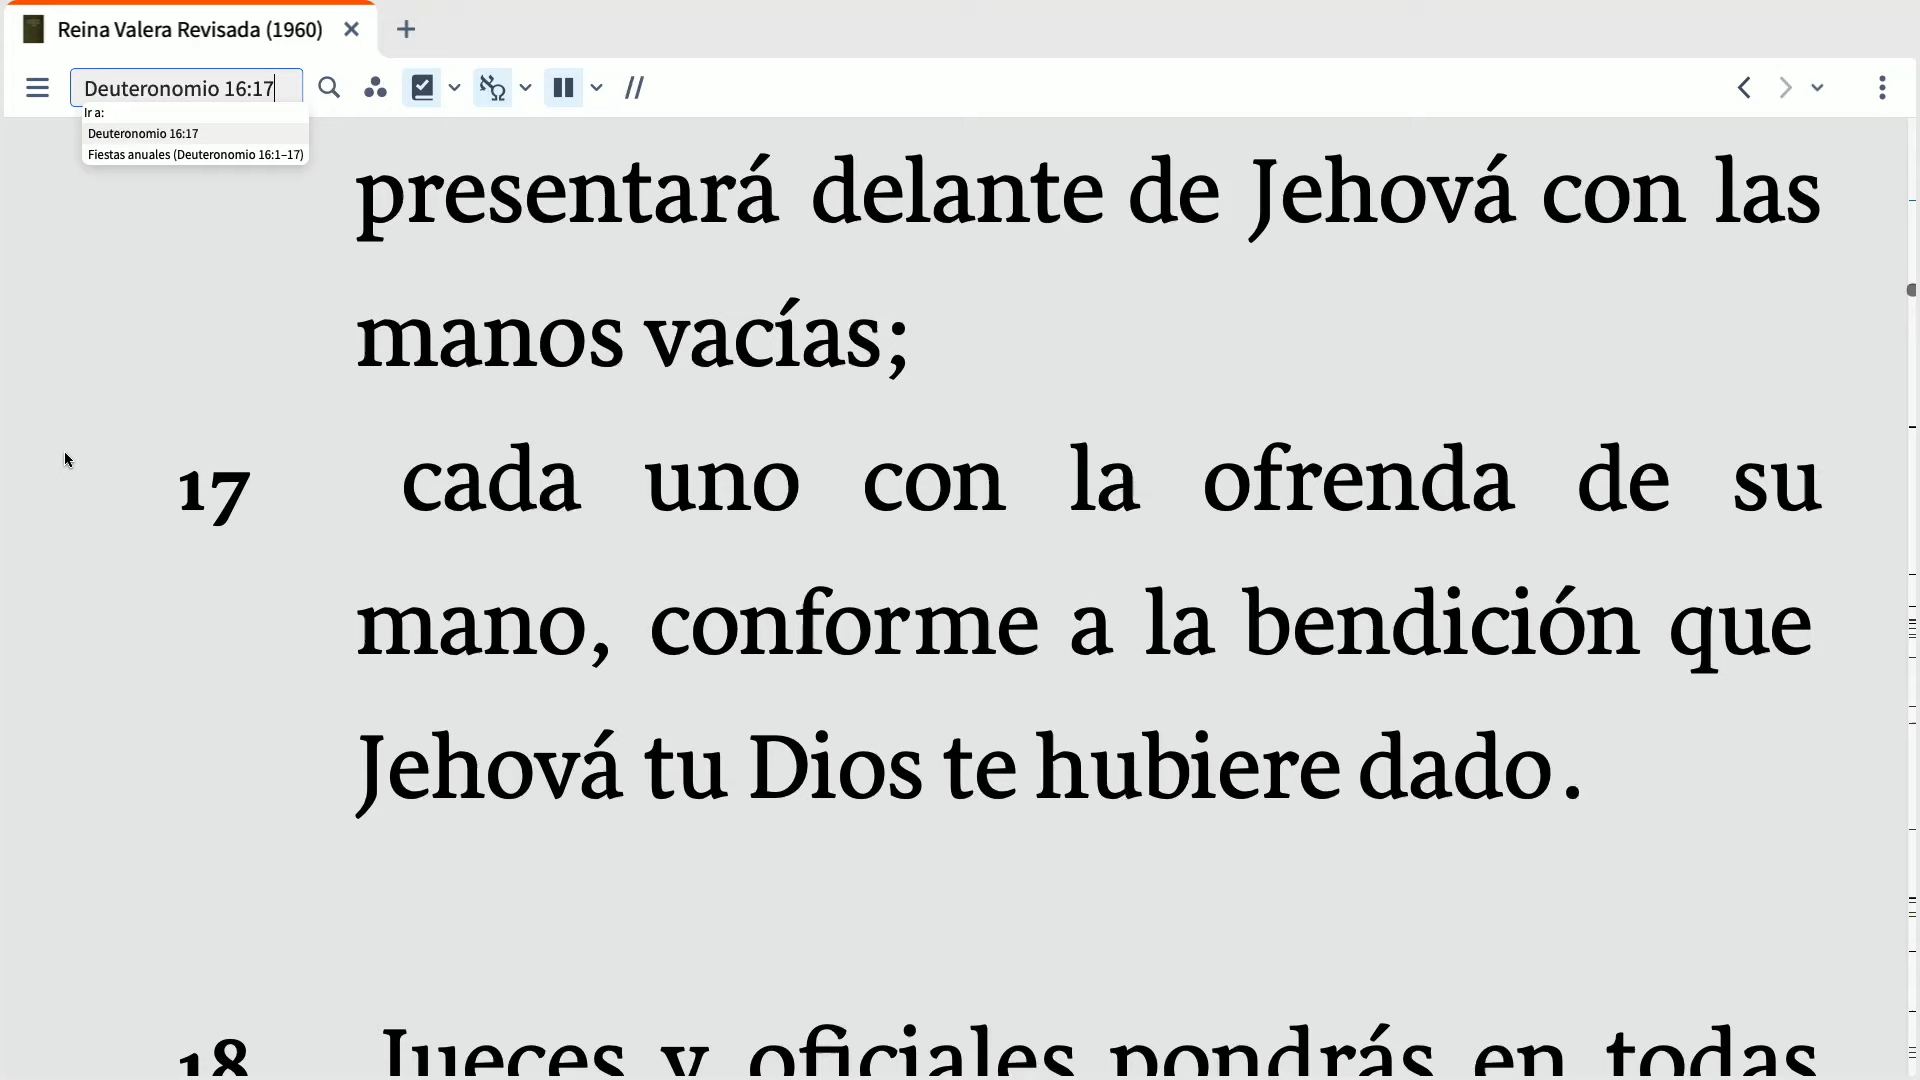 Reina Valera Revisada (1960)
Deuteronomio 16:17
Ir a:
Deuteronomio 16:17
Fiestas anuales (Deuteronomio 16:1–17)
presentará delante de Jehová con las
manos vacías;
17 cada uno con la ofrenda de su
mano, conforme a la bendición que
Jehová tu Dios te hubiere dado.
18 Jueces y oficiales pondrás en todas